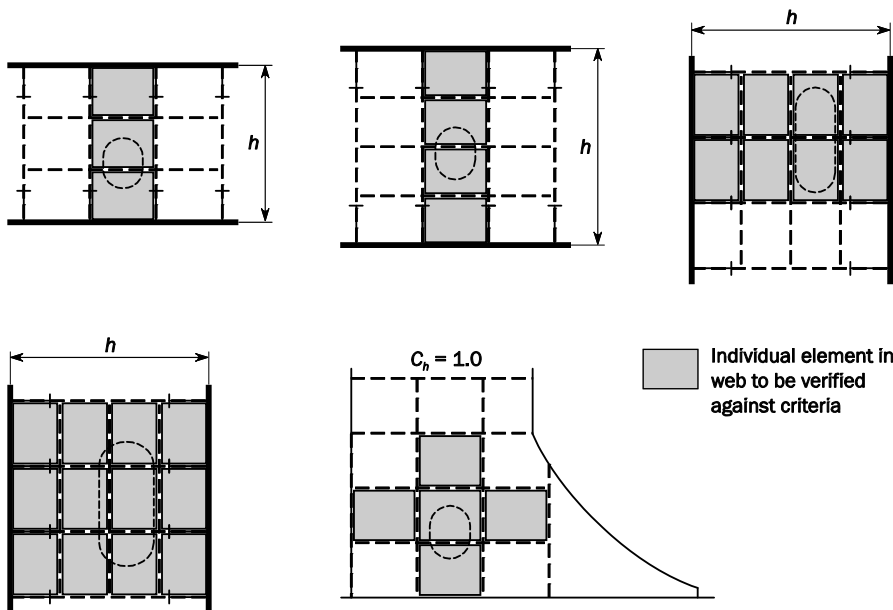 h
h
h
h
C_h = 1.0
Individual element in
web to be verified
against criteria